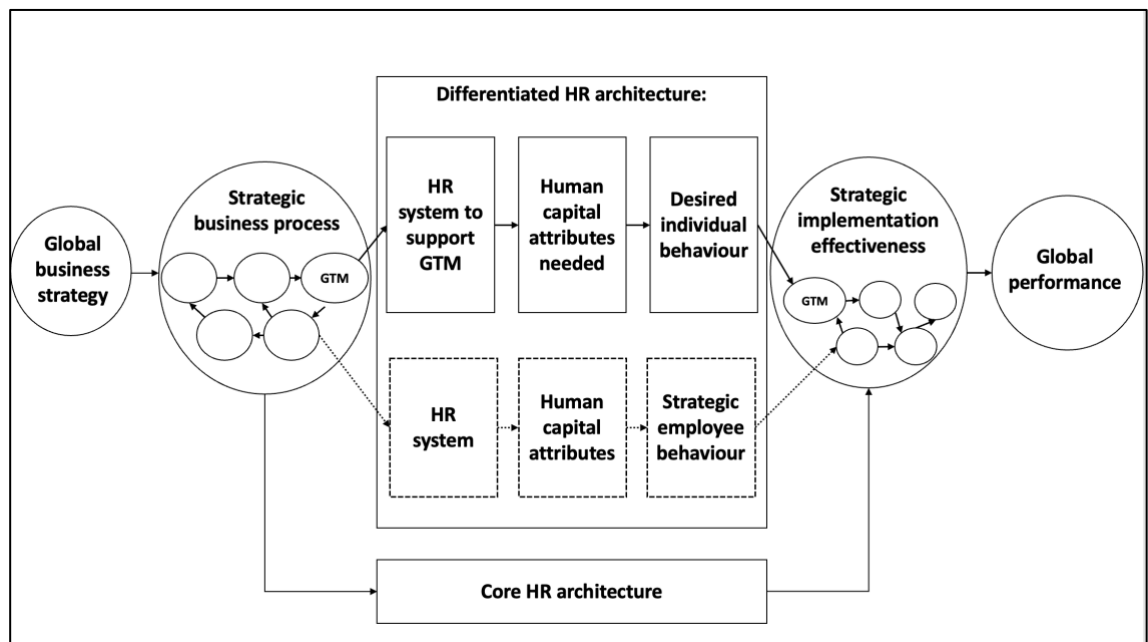 Differentiated HR architecture:
Global
business
strategy
Strategic
business process
GTM
HR
system to
support
GTM
Human
capital
attributes
needed
Desired
individual
behaviour
Strategic
implementation
effectiveness
GTM
Global
performance
HR
system
Human
capital
attributes
Strategic
employee
behaviour
Core HR architecture